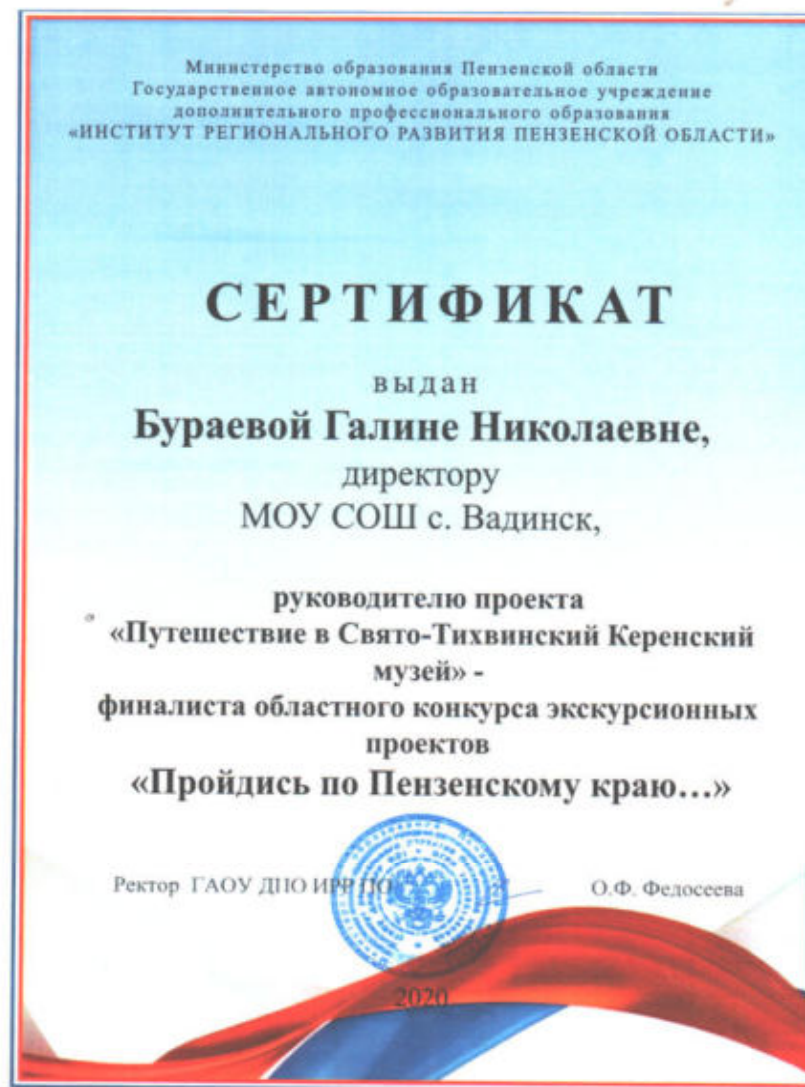 Министерство образования Пензенской области
Государственное автономное образовательное учреждение
дополнительного профессионального образования
«ИНСТИТУТ РЕГИОНАЛЬНОГО РАЗВИТИЯ ПЕНЗЕНСКОЙ ОБЛАСТИ»
СЕРТИФИКАТ
выдан
Бураевой Галине Николаевне,
директору
МОУ СОШ с. Вадинск,
руководителю проекта
«Путешествие в Свято-Тихвинский Керенский
музей» -
финалиста областного конкурса экскурсионных
проектов
«Пройдись по Пензенскому краю...»
Ректор ГАОУ ДПО ИРР ПО О.Ф. Федосеева
2020